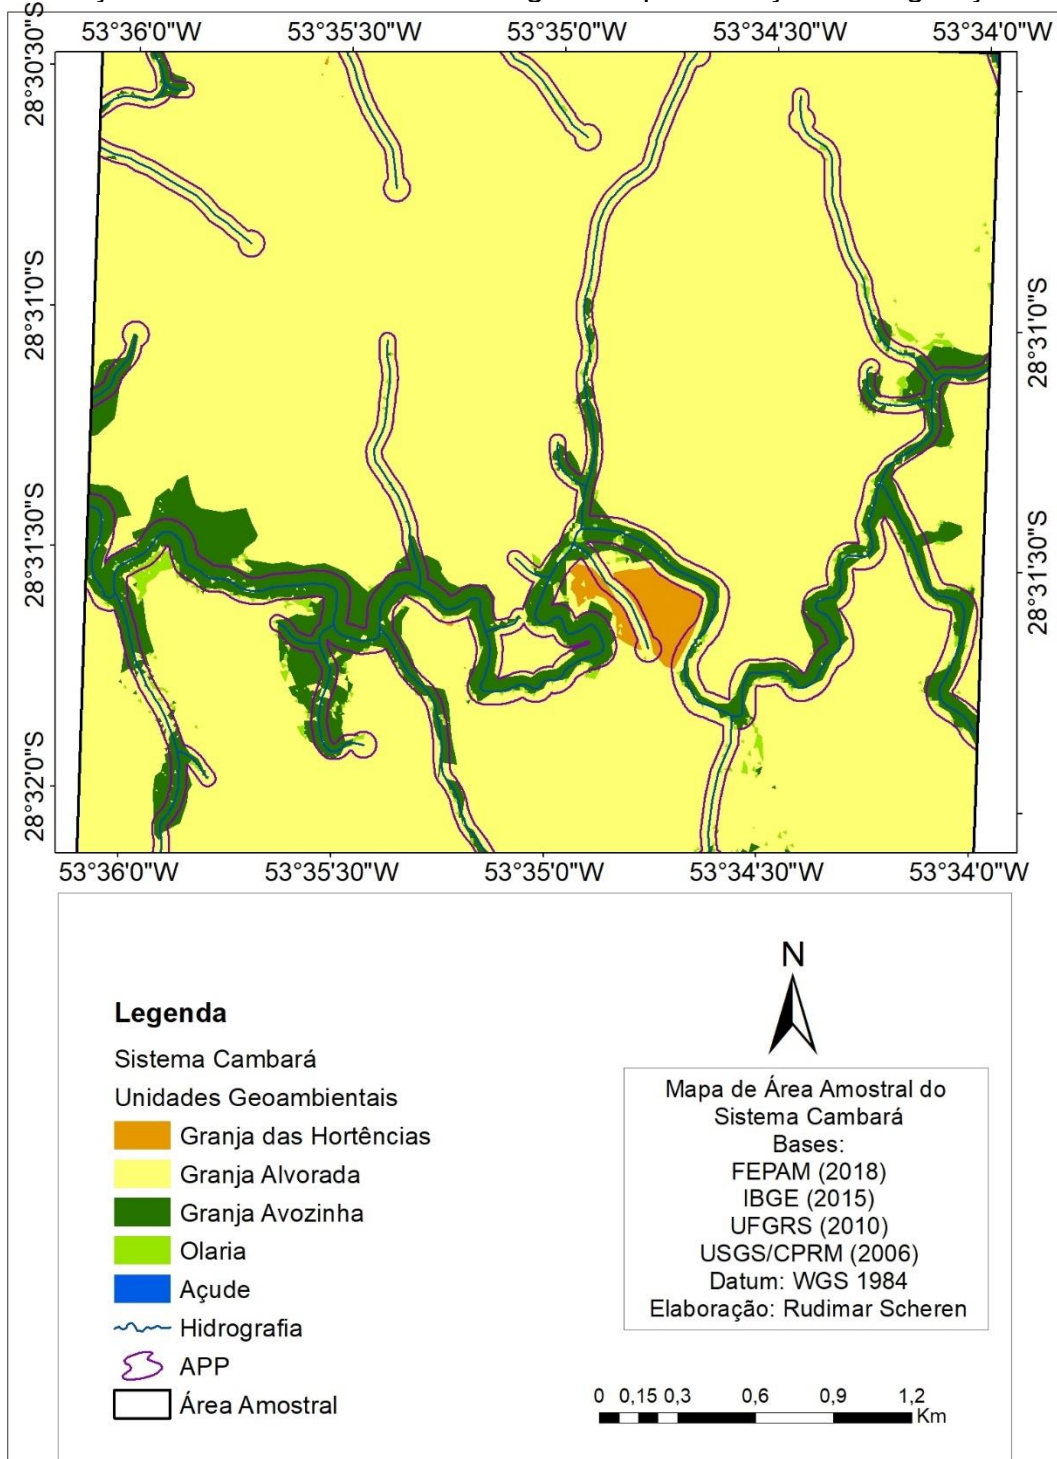 53°36'0"W 53°35'30"W 53°35'0"W 53°34'30"W 53°34'0"W
28°30'30"S
28°31'0"S
28°31'30"S
28°32'0"S
28°31'0"S
28°31'30"S
53°36'0"W 53°35'30"W 53°35'0"W 53°34'30"W 53°34'0"W
Legenda
Sistema Cambará
Unidades Geoambientais
Granja das Hortências
Granja Alvorada
Granja Avozinha
Olaria
Açude
Hidrografia
APP
Área Amostral
N
Mapa de Área Amostral do
Sistema Cambará
Bases:
FEPAM (2018)
IBGE (2015)
UFGRS (2010)
USGS/CPRM (2006)
Datum: WGS 1984
Elaboração: Rudimar Scheren
0 0,15 0,3 0,6 0,9 1,2
Km